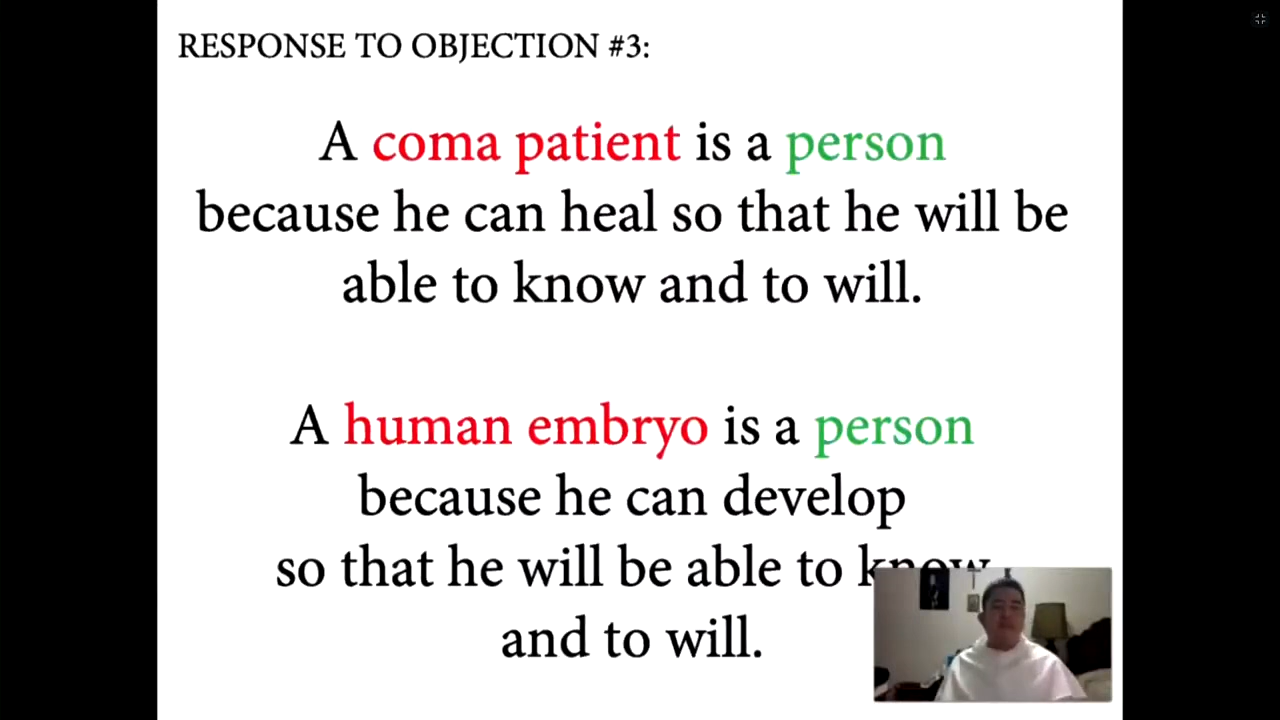 RESPONSE TO OBJECTION #3:
A coma patient is a person
because he can heal so that he will be
able to know and to will.
A human embryo is a person
because he can develop
so that he will be able to know
and to will.